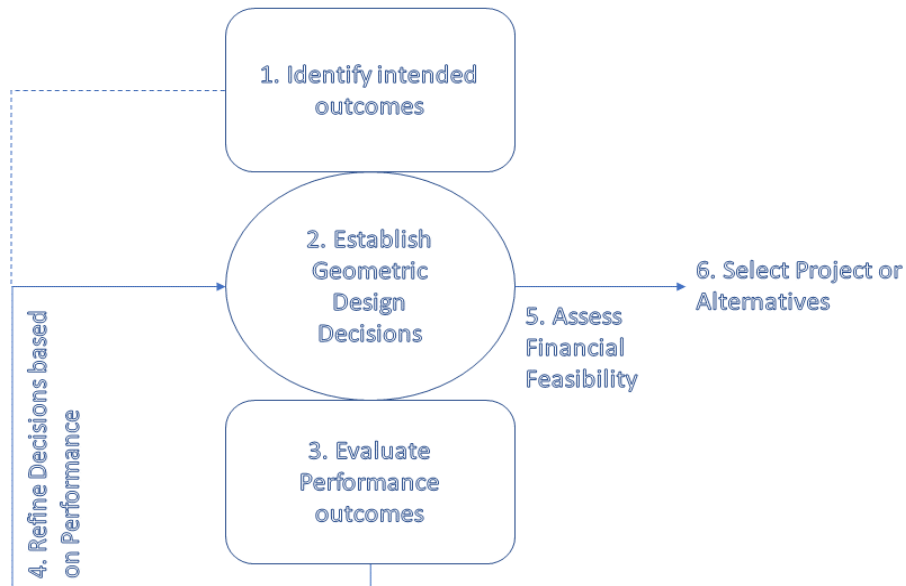 1. Identify intended
outcomes
2. Establish
Geometric
Design
Decisions
6. Select Project or
Alternatives
5. Assess
Financial
Feasibility
4. Refine Decisions based
on Performance
3. Evaluate
Performance
outcomes